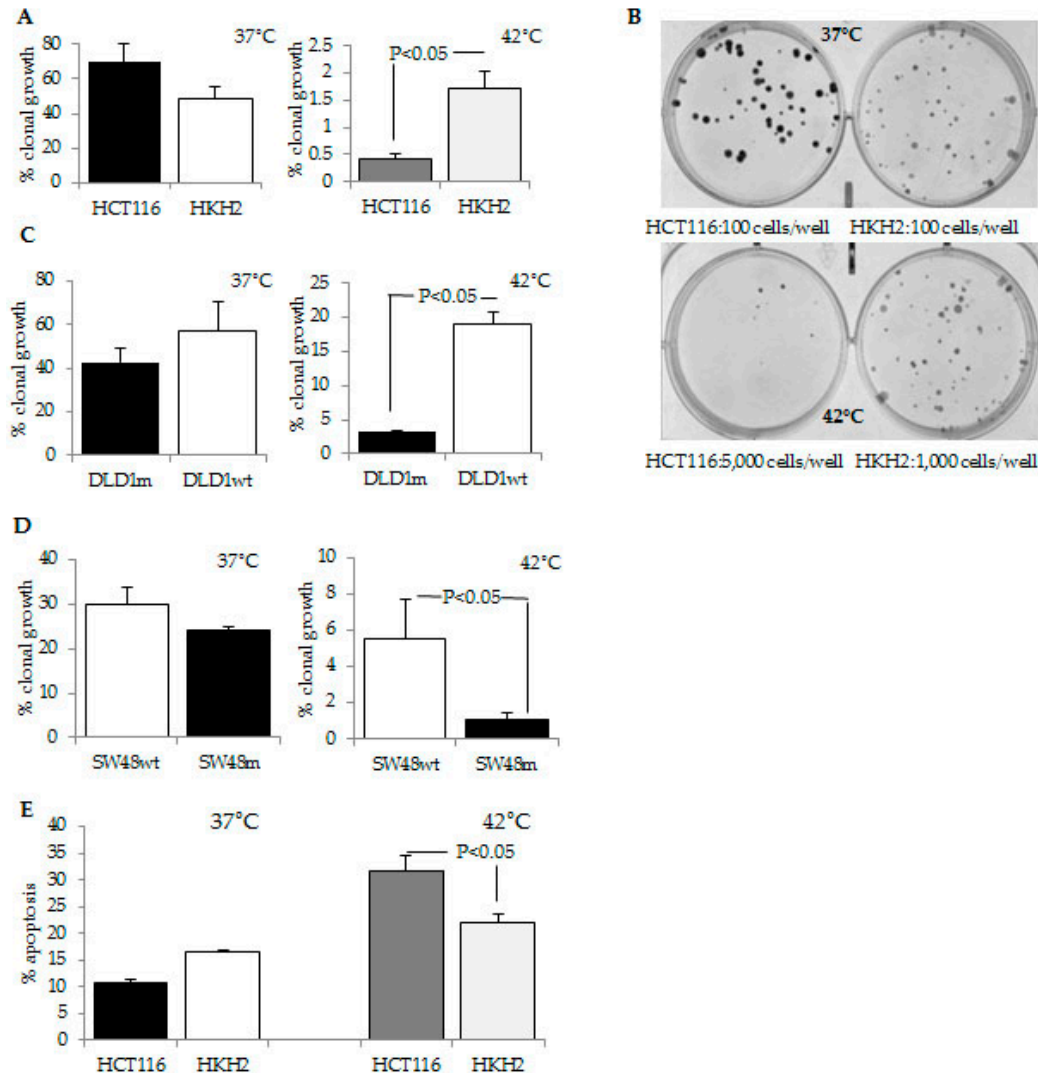 A
37°C
42°C
% clonal growth
80
60
40
20
0
HCT116 HKH2
% clonal growth
2.5
2
1.5
1
0.5
0
P<0.05
HCT116 HKH2
B
37°C
HCT116:100 cells/well HKH2:100 cells/well
42°C
HCT116:5,000 cells/well HKH2:1,000 cells/well
C
37°C
42°C
% clonal growth
80
60
40
20
0
DLD1m DLD1wt
% clonal growth
25
20
15
10
5
0
P<0.05
DLD1m DLD1wt
D
37°C
42°C
% clonal growth
40
30
20
10
0
SW48wt SW48m
% clonal growth
10
8
6
4
2
0
P<0.05
SW48wt SW48m
E
37°C
42°C
% apoptosis
40
35
30
25
20
15
10
5
0
P<0.05
HCT116 HKH2 HCT116 HKH2